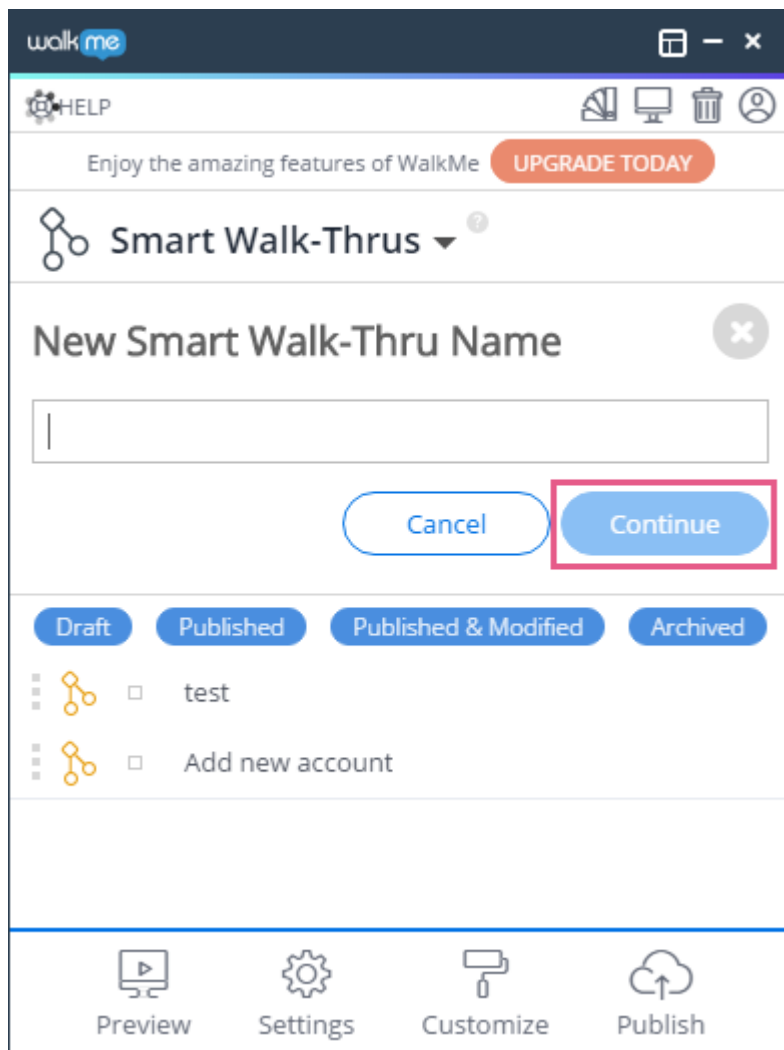 walkme
HELP
Enjoy the amazing features of WalkMe UPGRADE TODAY
Smart Walk-Thrus ?
New Smart Walk-Thru Name
Cancel Continue
Draft Published Published & Modified Archived
test
Add new account
Preview Settings Customize Publish